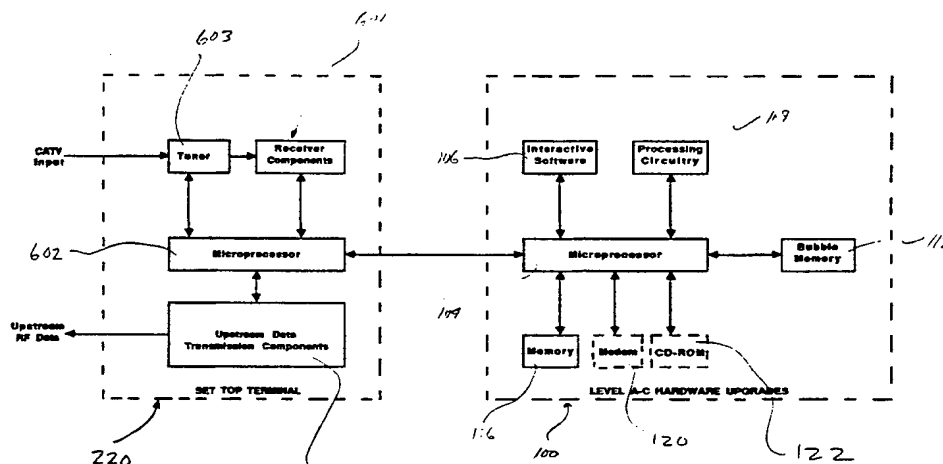 603
CATV Input
Tuner
Receiver Components
602
Microprocessor
Upstream RF Data
Upstream Data Transmission Components
SET TOP TERMINAL
220
106
Interactive Software
Processing Circuitry
Microprocessor
Bubble Memory
104
Memory
Modem
CD-ROM
LEVEL A-C HARDWARE UPGRADES
100
120
122